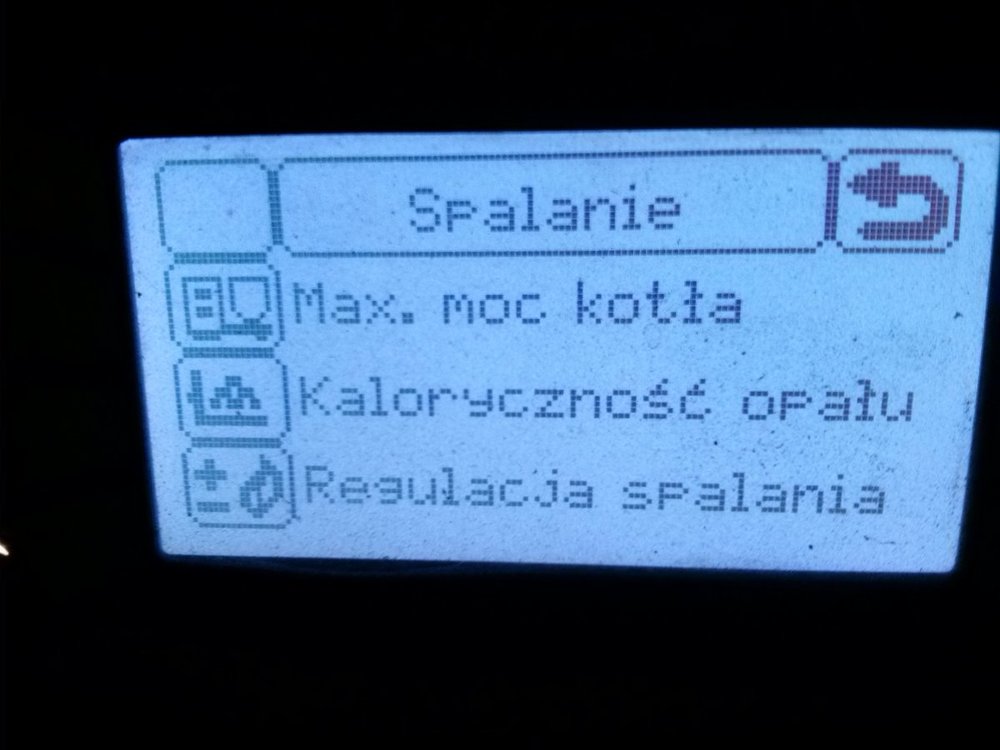 Spalanie
Max. moc kotła
Kaloryczność opału
Regulacja spalania